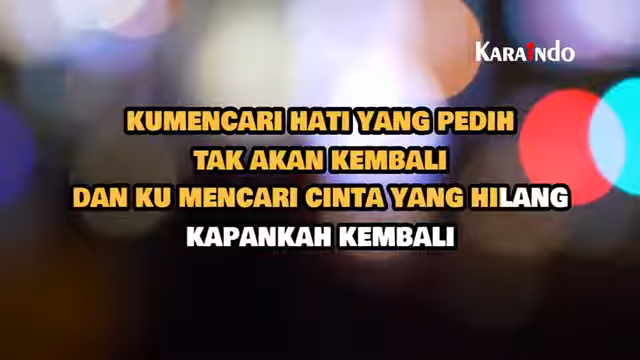 KARAINDO
KUMENCARI HATI YANG PEDIH
TAK AKAN KEMBALI
DAN KU MENCARI CINTA YANG HILANG
KAPANKAH KEMBALI